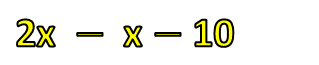 2x – x – 10